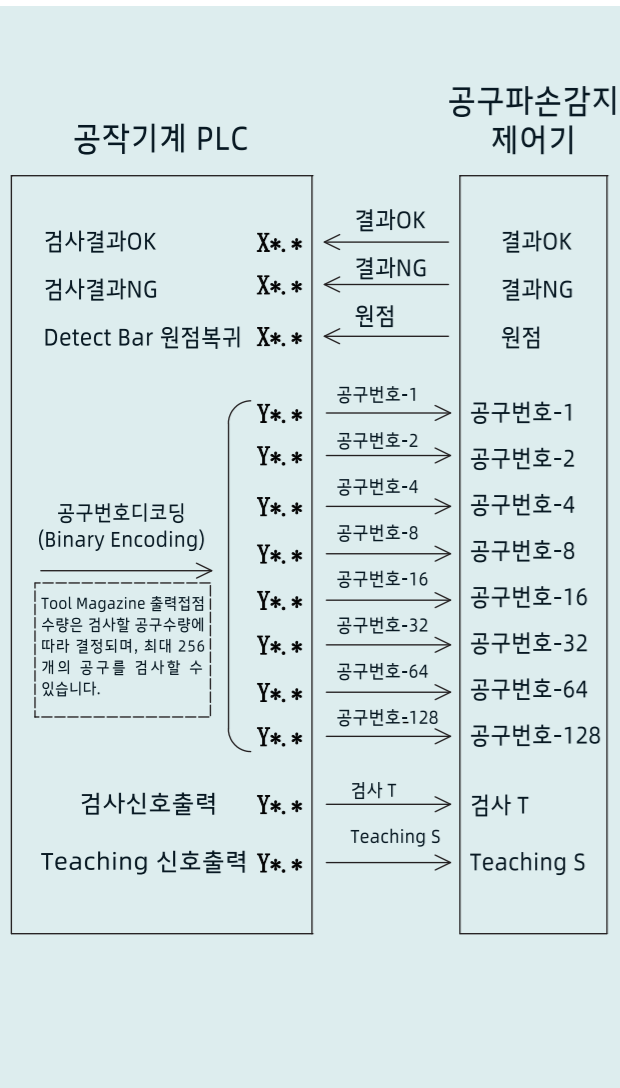 공구파손감지
제어기
공작기계 PLC
검사결과OK X*.* 결과OK 결과OK
검사결과NG X*.* 결과NG 결과NG
Detect Bar 원점복귀 X*.* 원점 원점
Y*.* 공구번호-1 공구번호-1
Y*.* 공구번호-2 공구번호-2
Y*.* 공구번호-4 공구번호-4
Y*.* 공구번호-8 공구번호-8
Y*.* 공구번호-16 공구번호-16
Y*.* 공구번호-32 공구번호-32
Y*.* 공구번호-64 공구번호-64
Y*.* 공구번호-128 공구번호-128
공구번호디코딩
(Binary Encoding)
Tool Magazine 출력접점
수량은 검사할 공구수량에
따라 결정되며, 최대 256
개의 공구를 검사할 수
있습니다.
검사신호출력 Y*.* 검사 T 검사 T
Teaching 신호출력 Y*.* Teaching S Teaching S